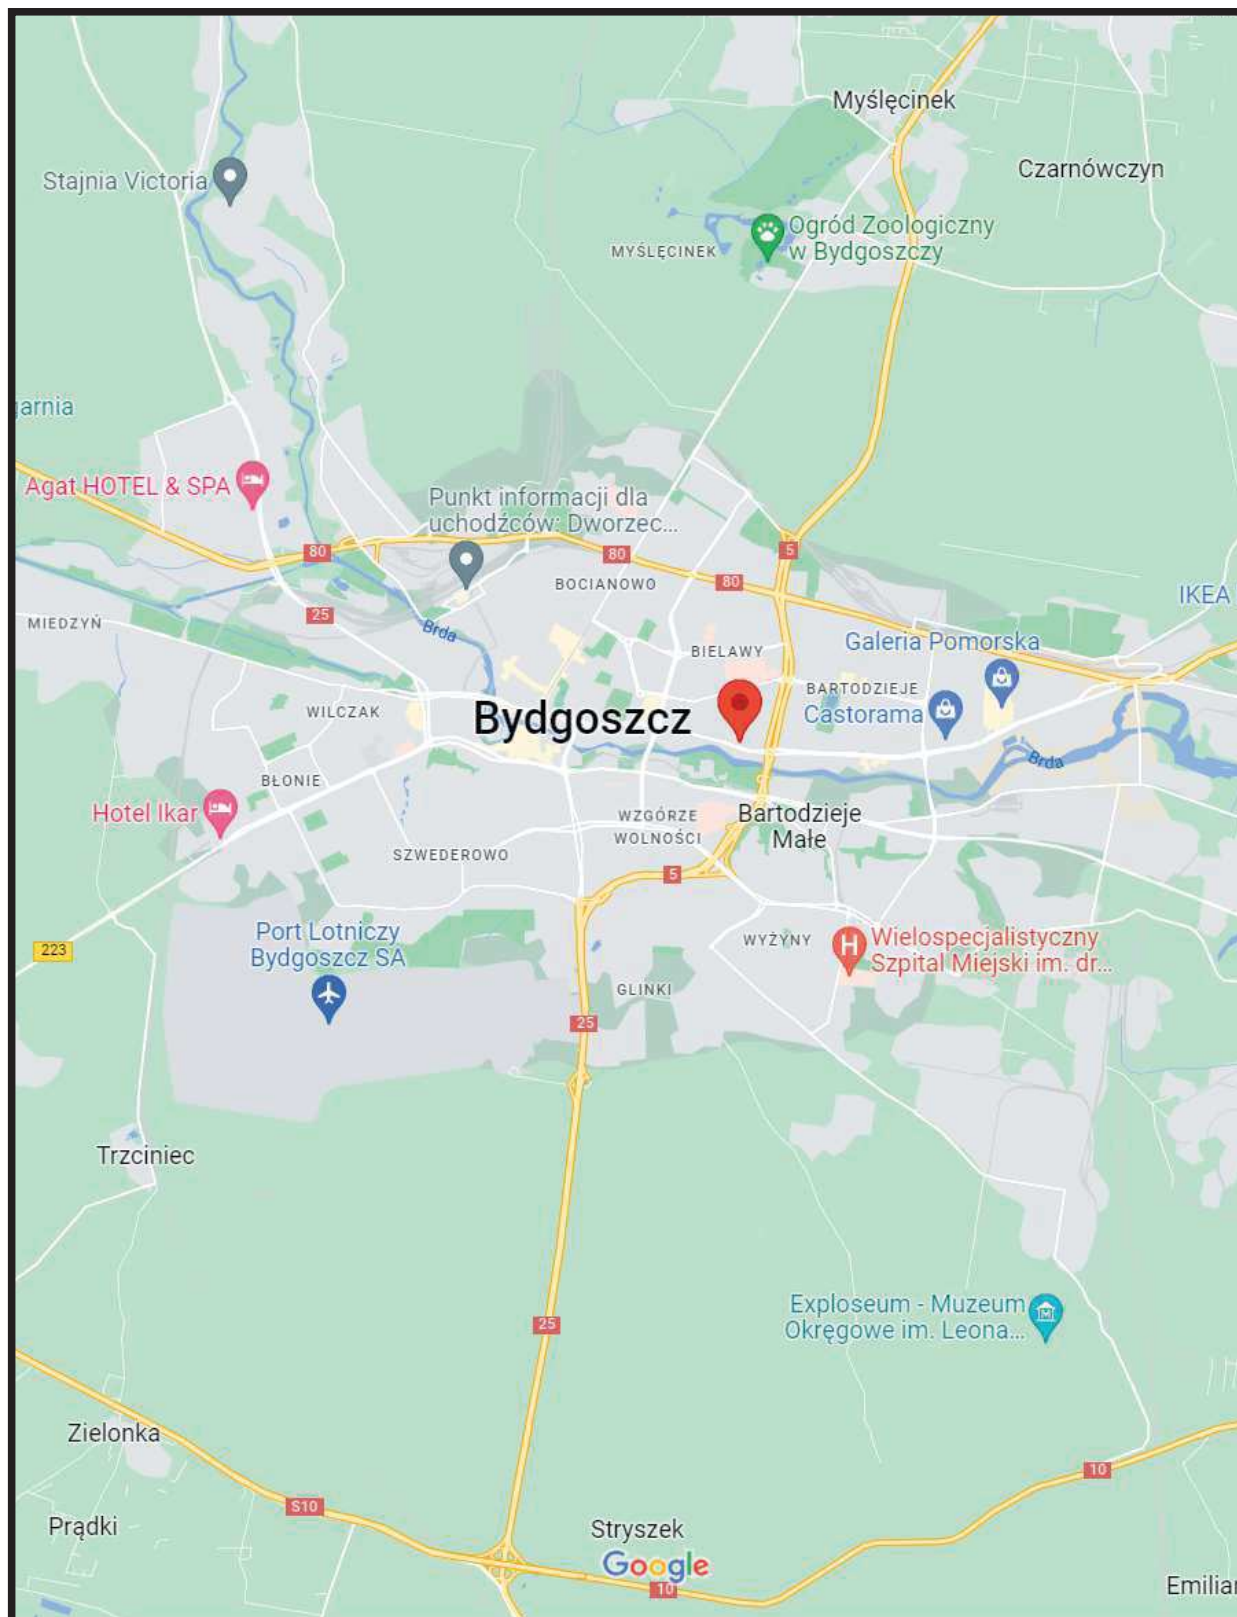 Myślęcinek
Czarnówczyn
Stajnia Victoria
Ogród Zoologiczny
w Bydgoszczy
MYŚLĘCINEK
garnia
Agat HOTEL & SPA
Punkt informacji dla
uchodźców: Dworzec...
80
80
5
80
BOCIANOWO
IKEA
25
MIEDZYŃ
Brda
Galeria Pomorska
BIELAWY
BARTODZIEJE
WILCZAK
Bydgoszcz
Castorama
Brda
BŁONIE
Hotel Ikar
WZGÓRZE
WOLNOŚCI
Bartodzieje
Małe
SZWEDEROWO
5
Port Lotniczy
Bydgoszcz SA
223
WYŻYNY
H
Wielospecjalistyczny
Szpital Miejski im. dr...
GLINKI
25
Trzciniec
Exploseum - Muzeum
Okręgowe im. Leona...
M
25
Zielonka
10
S10
Prądki
Stryszek
Google
10
Emilian